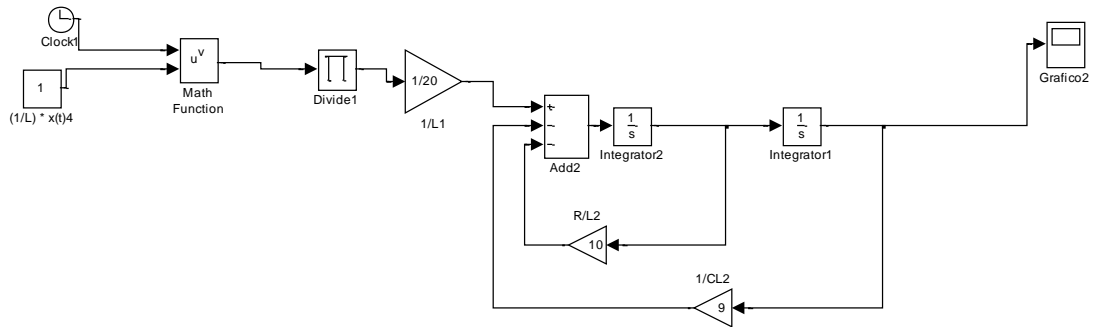 Clock1
1
(1/L) * x(t)4
u^v
Math
Function
Divide1
1/20
1/L1
+
−
−
Add2
1
s
Integrator2
1
s
Integrator1
Grafico2
R/L2
10
1/CL2
9